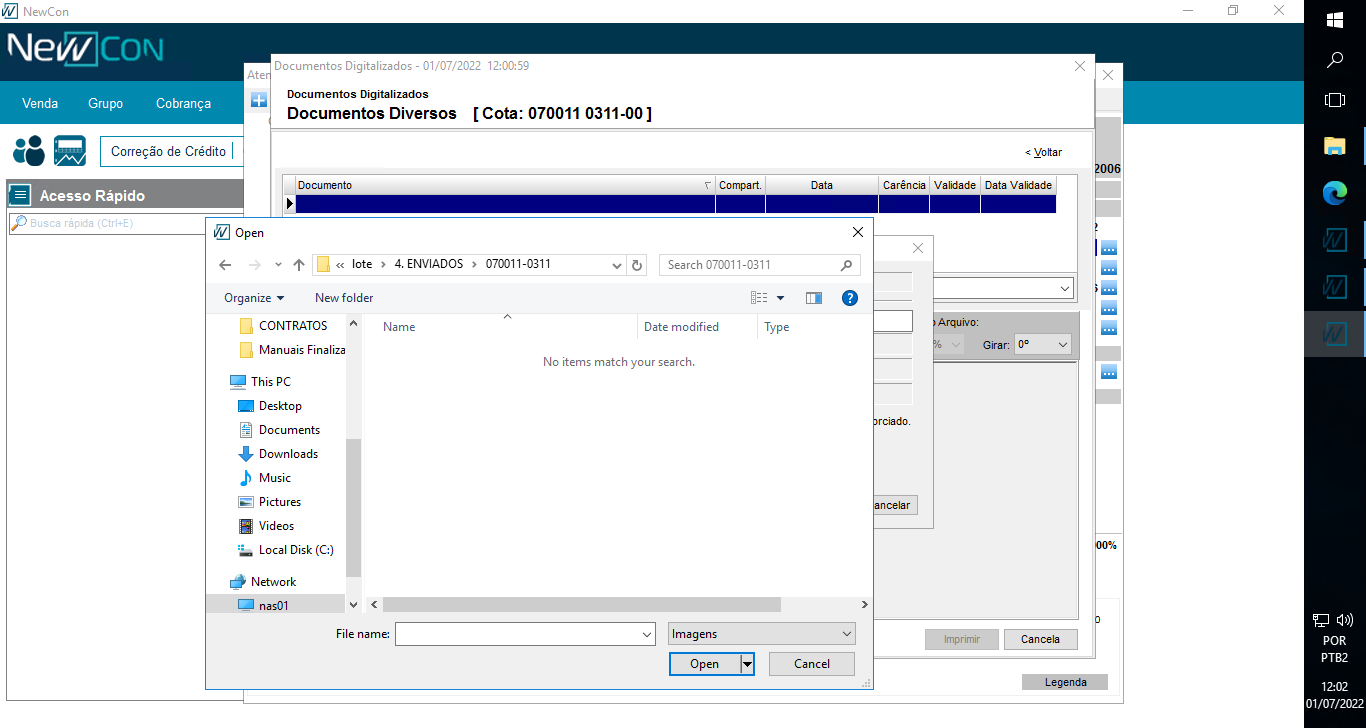 NewCon
NewCon
Venda Grupo Cobrança
Correção de Crédito
Acesso Rápido
Busca rápida (Ctrl+E)
Aten
Documentos Digitalizados - 01/07/2022 12:00:59
Documentos Digitalizados
Documentos Diversos [ Cota: 070011 0311-00 ]
< Voltar
2006
Documento Compart. Data Carência Validade Data Validade
Open
« lote > 4. ENVIADOS > 070011-0311
Search 070011-0311
Organize New folder
CONTRATOS
Manuais Finaliza
This PC
Desktop
Documents
Downloads
Music
Pictures
Videos
Local Disk (C:)
Network
nas01
Name Date modified Type
No items match your search.
File name:
Imagens
Open Cancel
o Arquivo:
% Girar: 0º
orciado.
ancelar
00%
0
Imprimir Cancela
Legenda
POR
PTB2
12:02
01/07/2022